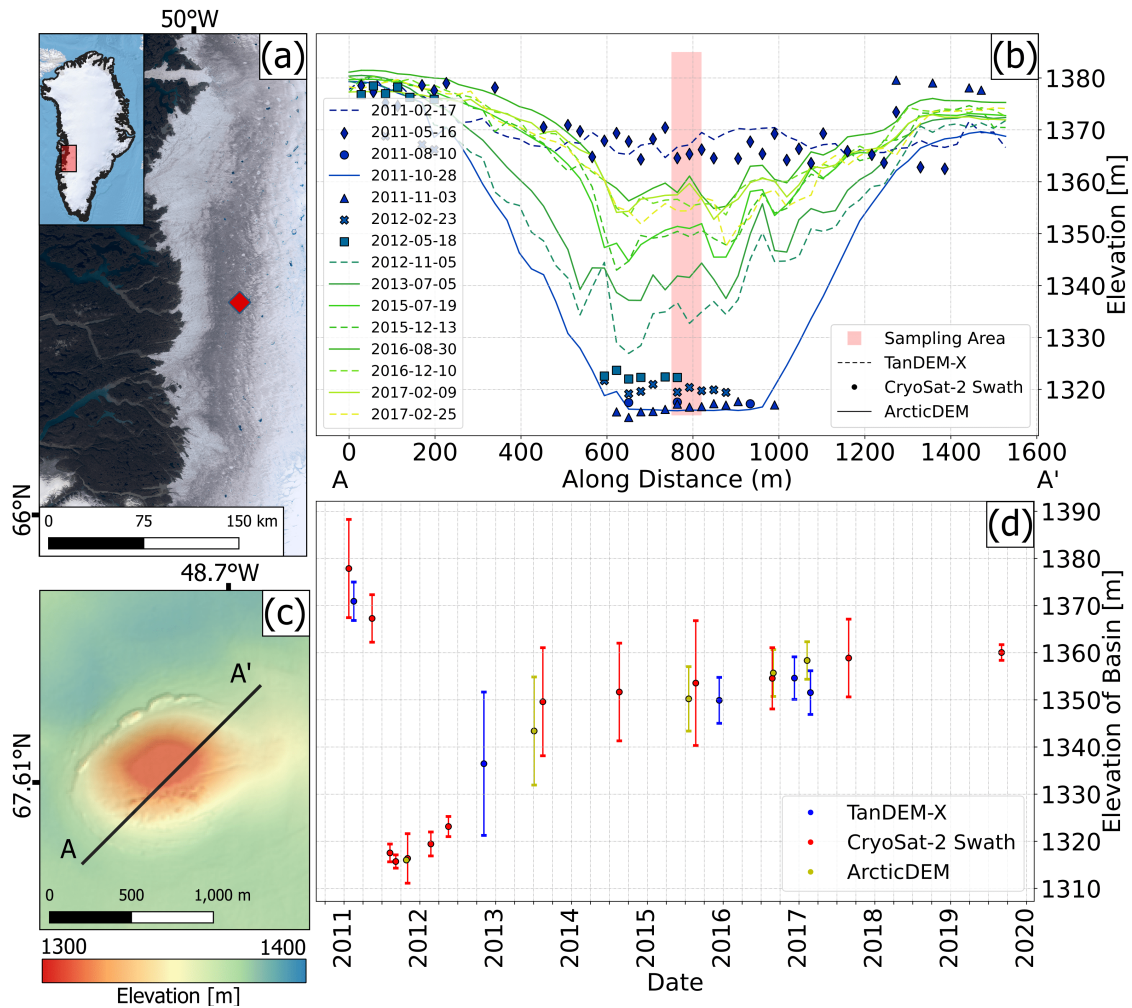 50°W
(a)
66°N
0 75 150 km
(b)
1380
1370
1360
1350
1340
1330
1320
Elevation [m]
2011-02-17
2011-05-16
2011-08-10
2011-10-28
2011-11-03
2012-02-23
2012-05-18
2012-11-05
2013-07-05
2015-07-19
2015-12-13
2016-08-30
2016-12-10
2017-02-09
2017-02-25
Sampling Area
TanDEM-X
CryoSat-2 Swath
ArcticDEM
0 200 400 600 800 1000 1200 1400 1600
A Along Distance (m) A'
48.7°W
(c)
67.61°N
A'
A
0 500 1,000 m
1300 1400
Elevation [m]
(d)
1390
1380
1370
1360
1350
1340
1330
1320
1310
Elevation of Basin [m]
TanDEM-X
CryoSat-2 Swath
ArcticDEM
2011 2012 2013 2014 2015 2016 2017 2018 2019 2020
Date